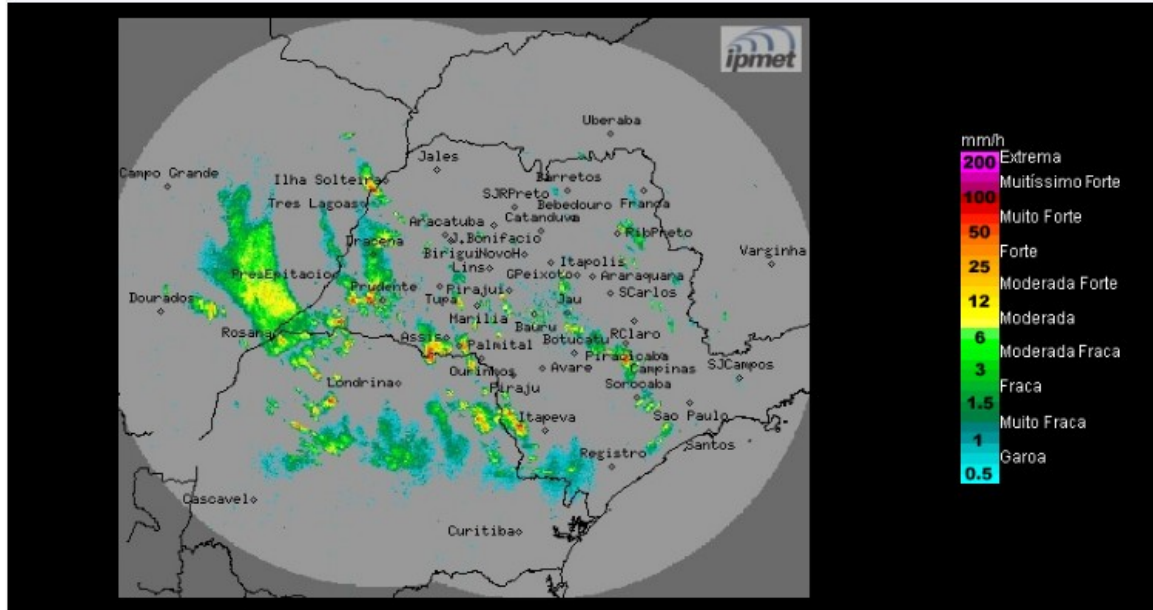 ipmet
Uberaba
Jales
Campo Grande
Ilha Solteira
Barretos
SJRPreto
Tres Lagoas
Bebedouro
Franca
Catanduva
Aracatuba
RibPreto
J.Bonifacio
Dracena
Birigui
NovoH
Varginha
Lins
Itapolis
PresEpitacio
GPeixoto
Araraquara
Prudente
Pirajui
SCarlos
Dourados
Tupa
Jau
Marilia
Bauru
Rosana
Assis
RClaro
Palmital
Botucatu
Piracicaba
Ourinhos
Avare
Campinas
SJCampos
Londrina
Piraju
Sorocaba
Itapeva
Sao Paulo
Santos
Registro
Cascavel
Curitiba
mm/h
200 Extrema
Muitíssimo Forte
100
Muito Forte
50
Forte
25
Moderada Forte
12
Moderada
6
Moderada Fraca
3
Fraca
1.5
Muito Fraca
1
Garoa
0.5